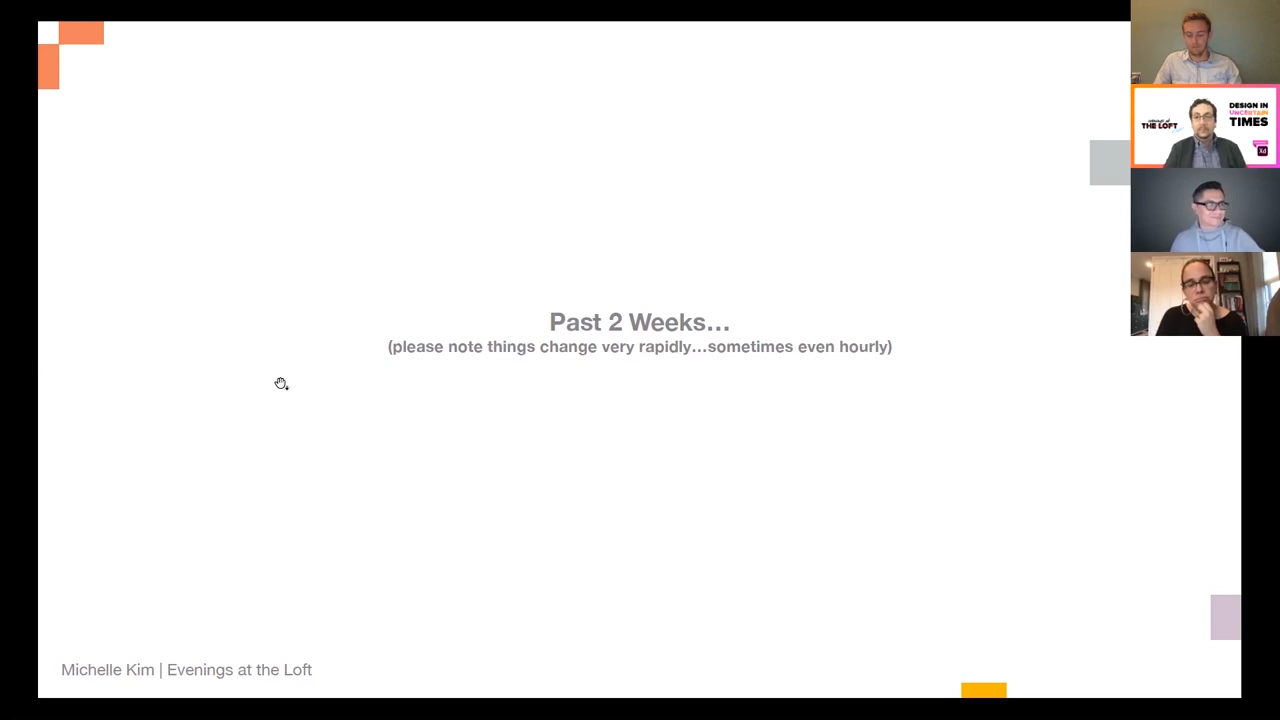 Past 2 Weeks...
(please note things change very rapidly...sometimes even hourly)
Michelle Kim | Evenings at the Loft
THE LOFT
DESIGN IN
UNCERTAIN
TIMES
Xd